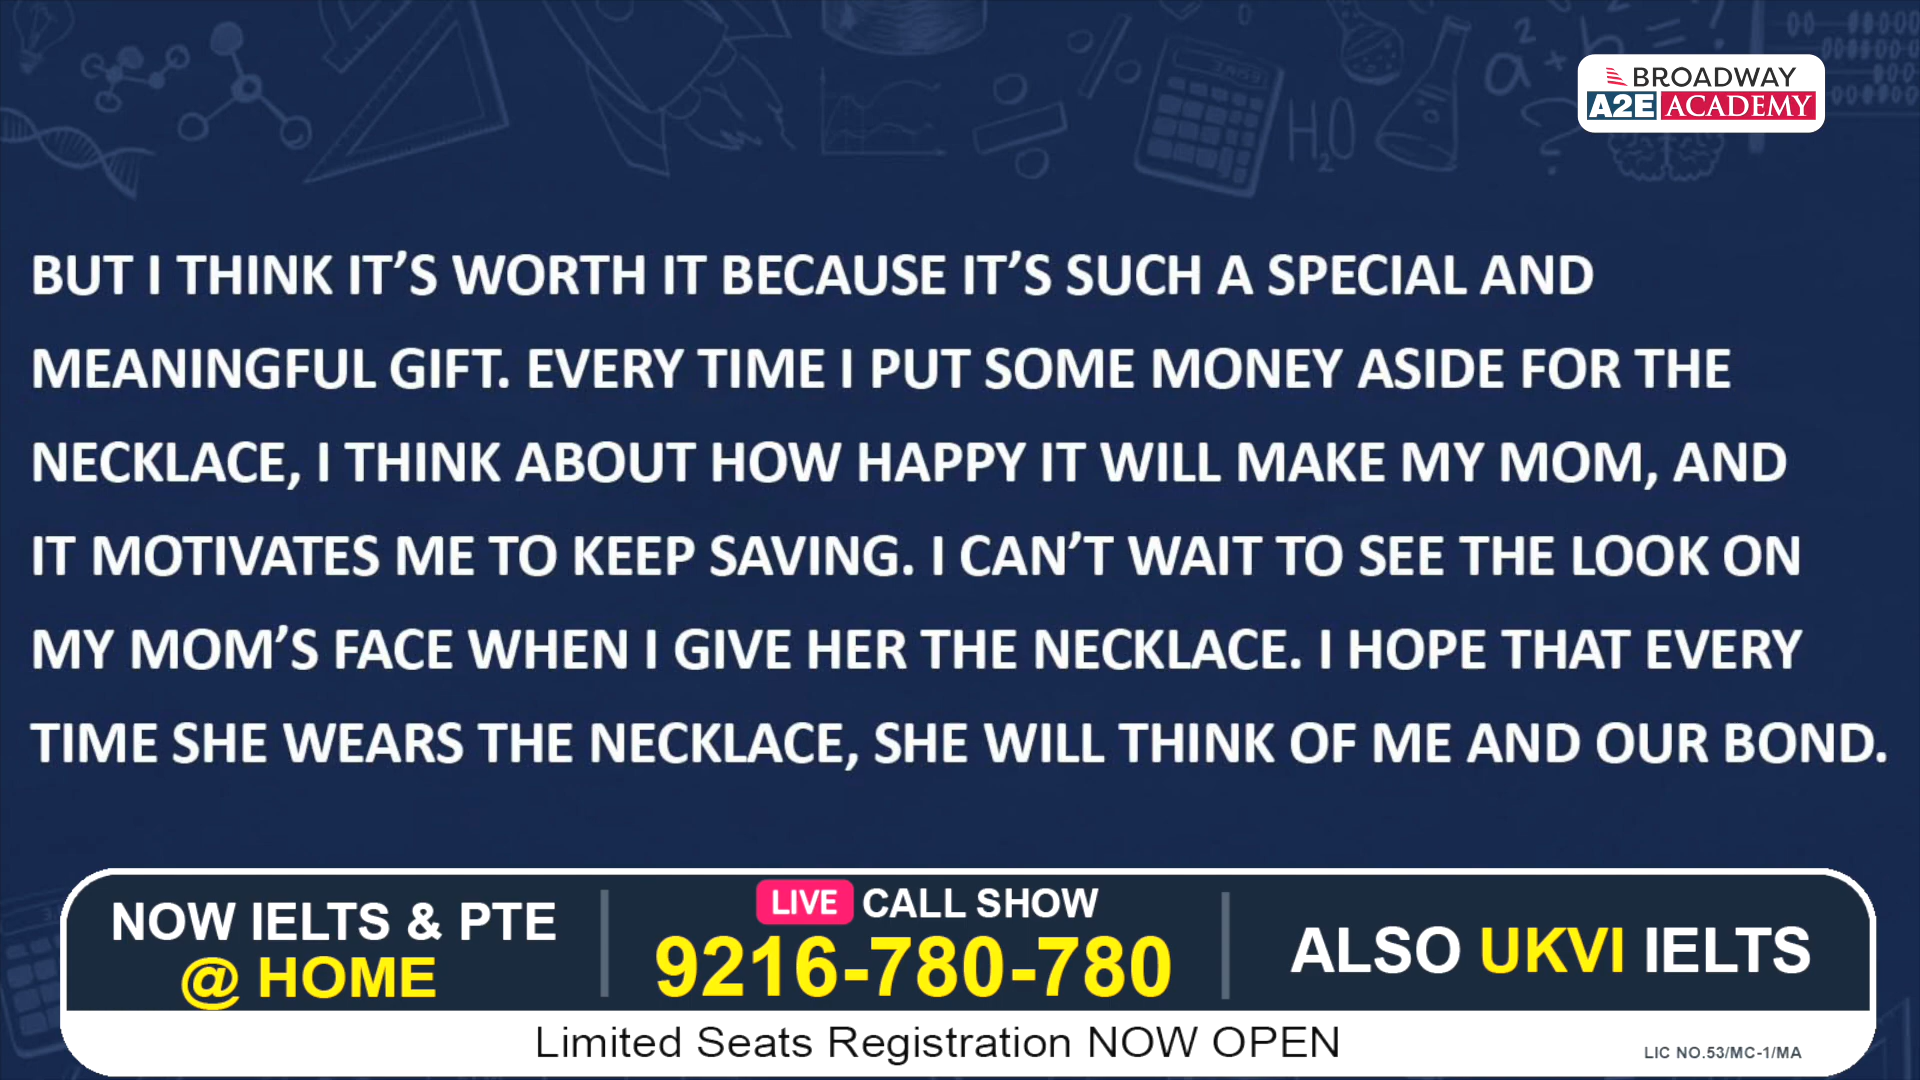 BROADWAY
A2E ACADEMY
BUT I THINK IT’S WORTH IT BECAUSE IT’S SUCH A SPECIAL AND
MEANINGFUL GIFT. EVERY TIME I PUT SOME MONEY ASIDE FOR THE
NECKLACE, I THINK ABOUT HOW HAPPY IT WILL MAKE MY MOM, AND
IT MOTIVATES ME TO KEEP SAVING. I CAN’T WAIT TO SEE THE LOOK ON
MY MOM’S FACE WHEN I GIVE HER THE NECKLACE. I HOPE THAT EVERY
TIME SHE WEARS THE NECKLACE, SHE WILL THINK OF ME AND OUR BOND.
NOW IELTS & PTE
@ HOME
LIVE CALL SHOW
9216-780-780
ALSO UKVI IELTS
Limited Seats Registration NOW OPEN
LIC NO.53/MC-1/MA
H₂O